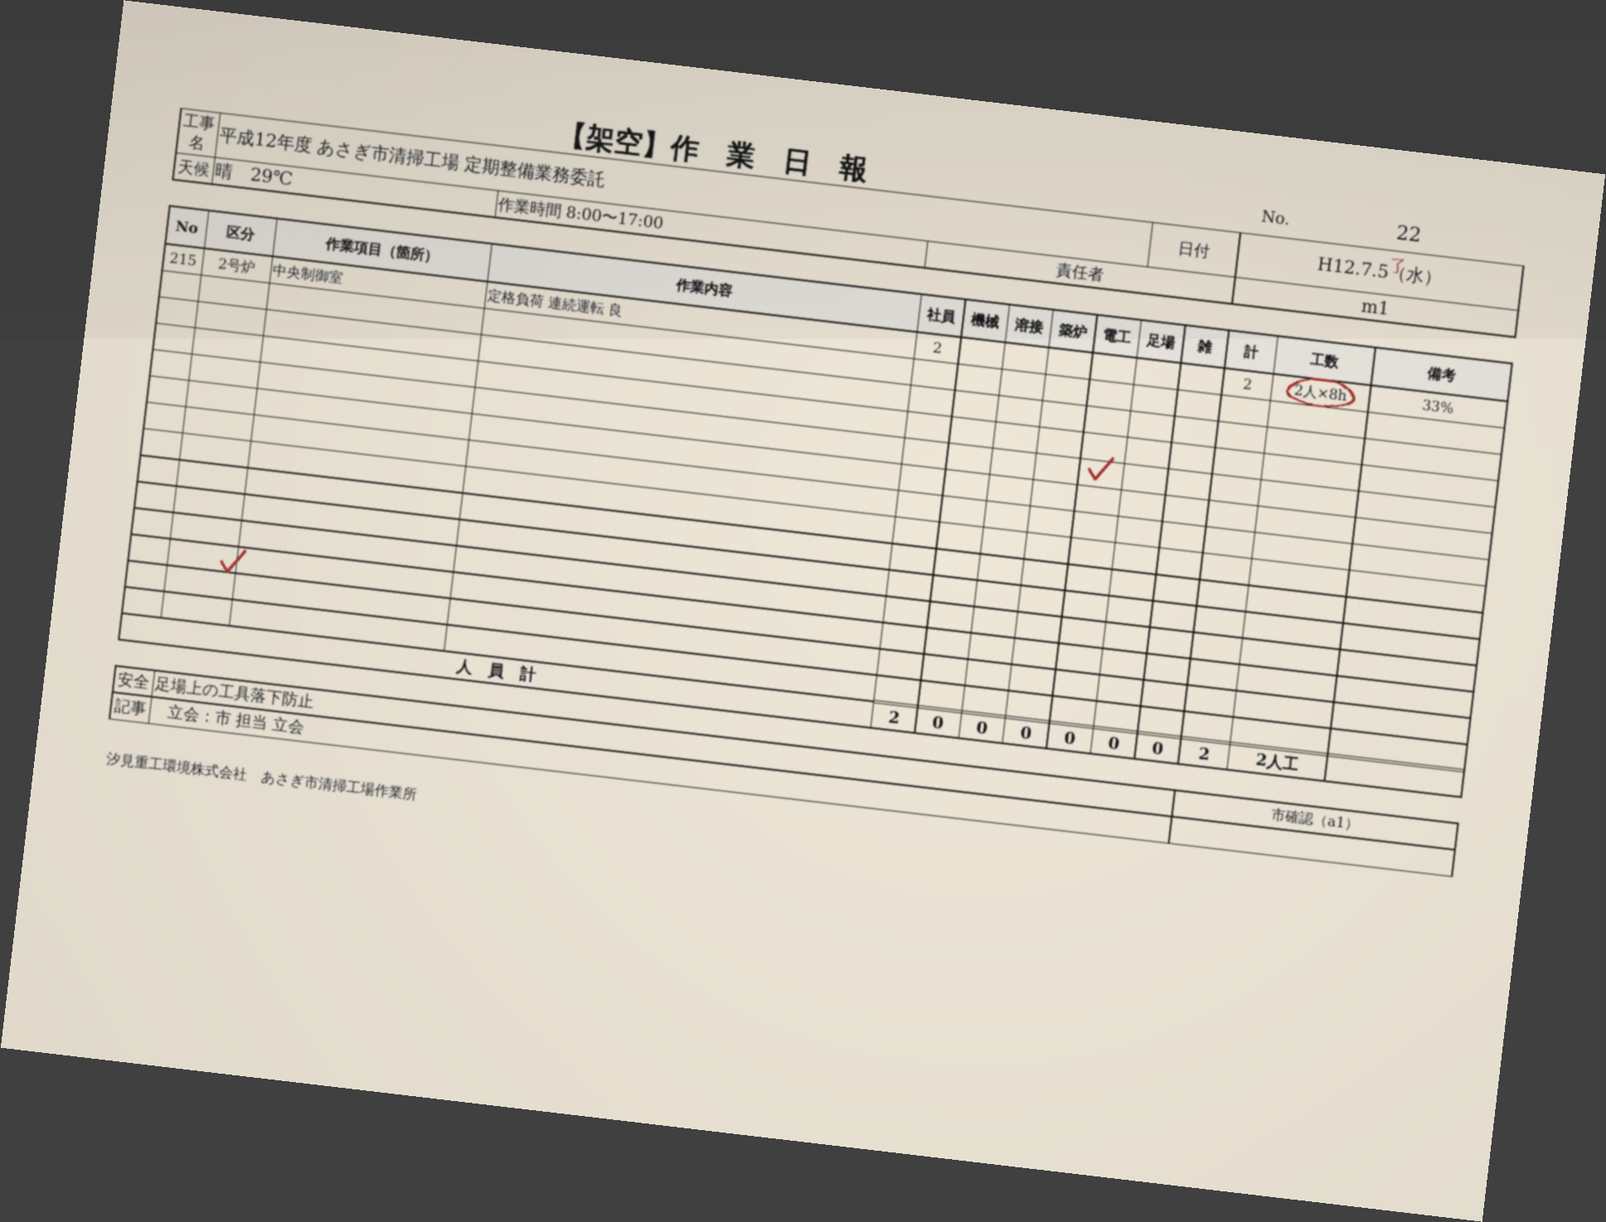 【架空】作 業 日 報
No. 22
工事名 平成12年度 あさぎ市清掃工場 定期整備業務委託 日付 H12.7.5（水）
了
天候 晴 29℃ 作業時間 8:00〜17:00 責任者 m1
No 区分 作業項目（箇所） 作業内容 社員 機械 溶接 築炉 電工 足場 雑 計 工数 備考
215 2号炉 中央制御室 定格負荷 連続運転 良 2 2 2人×8h 33%
人 員 計 2 0 0 0 0 0 0 2 2人工
安全 足場上の工具落下防止 市確認（a1）
記事 立会：市 担当 立会
汐見重工環境株式会社 あさぎ市清掃工場作業所